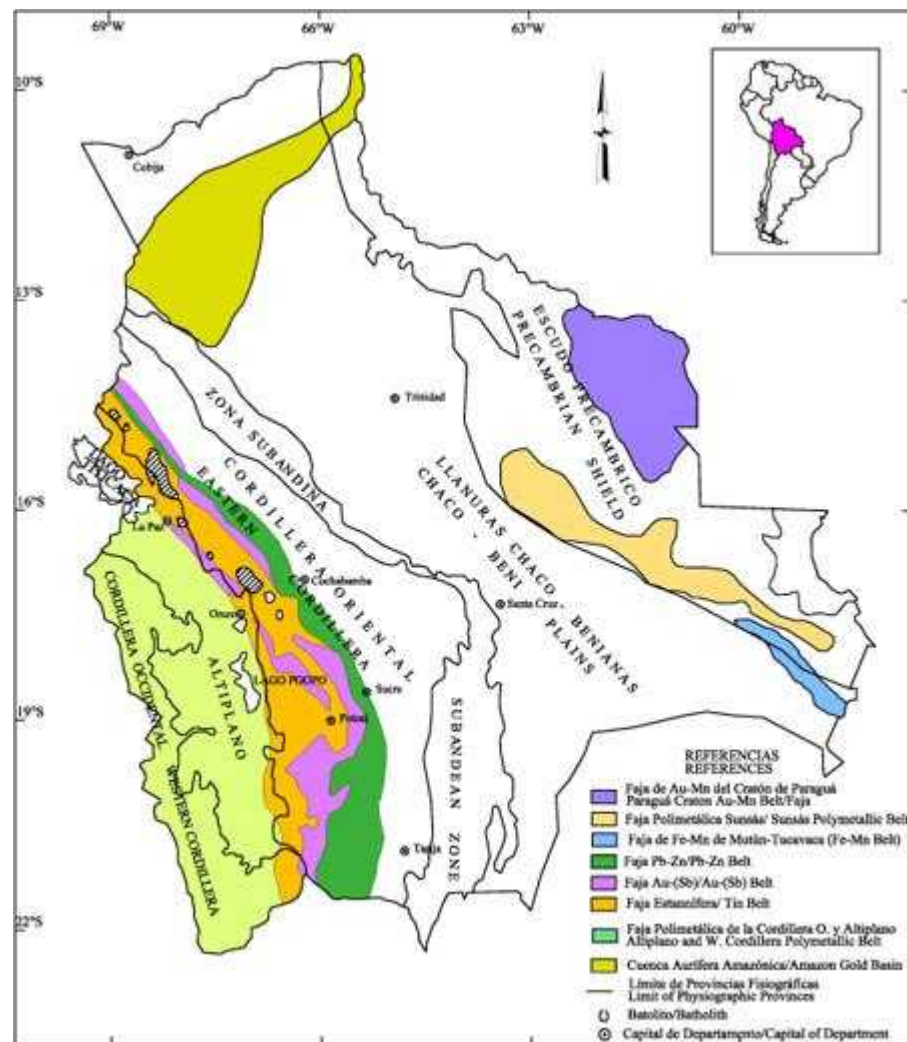 69°W
66°W
63°W
60°W
10°S
13°S
16°S
19°S
22°S
Cobija
Trinidad
ESCUDO PRECAMBRICO
PRECAMBRIAN SHIELD
ZONA SUBANDINA
CORDILLERA ORIENTAL
EASTERN CORDILLERA
LLANURAS CHACO BENIANAS
CHACO - BENI PLAINS
LAGO
La Paz
Cochabamba
Santa Cruz
Oruro
CORDILLERA OCCIDENTAL
WESTERN CORDILLERA
ALTIPLANO
LAGO POOPO
Sucre
Potosí
SUBANDEAN ZONE
Tarija
REFERENCIAS
REFERENCES
Faja de Au-Mn del Cratón de Paraguá
Paraguá Craton Au-Mn Belt/Faja
Faja Polimetálica Sunsás/ Sunsás Polymetallic Belt
Faja de Fe-Mn de Mutún-Tucavaca (Fe-Mn Belt)
Faja Pb-Zn/Pb-Zn Belt
Faja Au-(Sb)/Au-(Sb) Belt
Faja Estannífera/ Tin Belt
Faja Polimetálica de la Cordillera O. y Altiplano
Altiplano and W. Cordillera Polymetallic Belt
Cuenca Aurífera Amazónica/Amazon Gold Basin
Límite de Provincias Fisiográficas
Limit of Physiographic Provinces
Batolito/Batholith
Capital de Departamento/Capital of Department